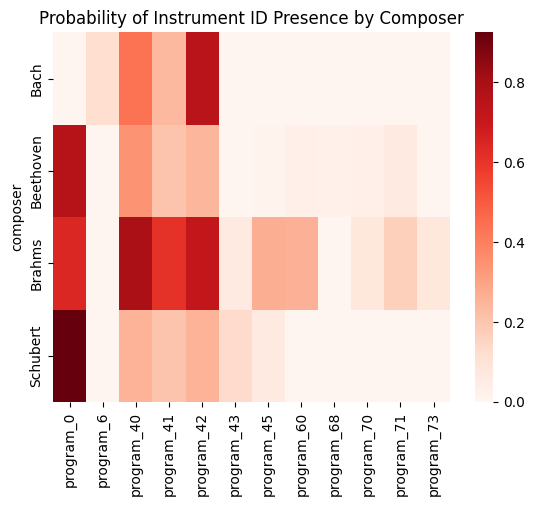 Probability of Instrument ID Presence by Composer
composer
Bach
Beethoven
Brahms
Schubert
program_0
program_6
program_40
program_41
program_42
program_43
program_45
program_60
program_68
program_70
program_71
program_73
0.8
0.6
0.4
0.2
0.0